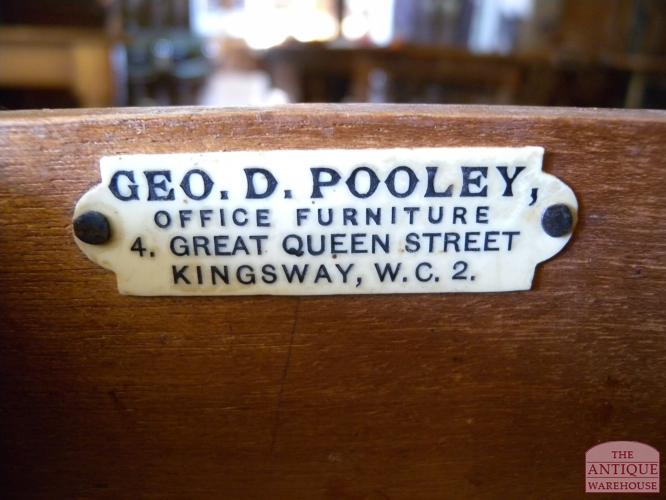 GEO. D. POOLEY,
OFFICE FURNITURE
4. GREAT QUEEN STREET
KINGSWAY, W.C. 2.
THE
ANTIQUE
WAREHOUSE